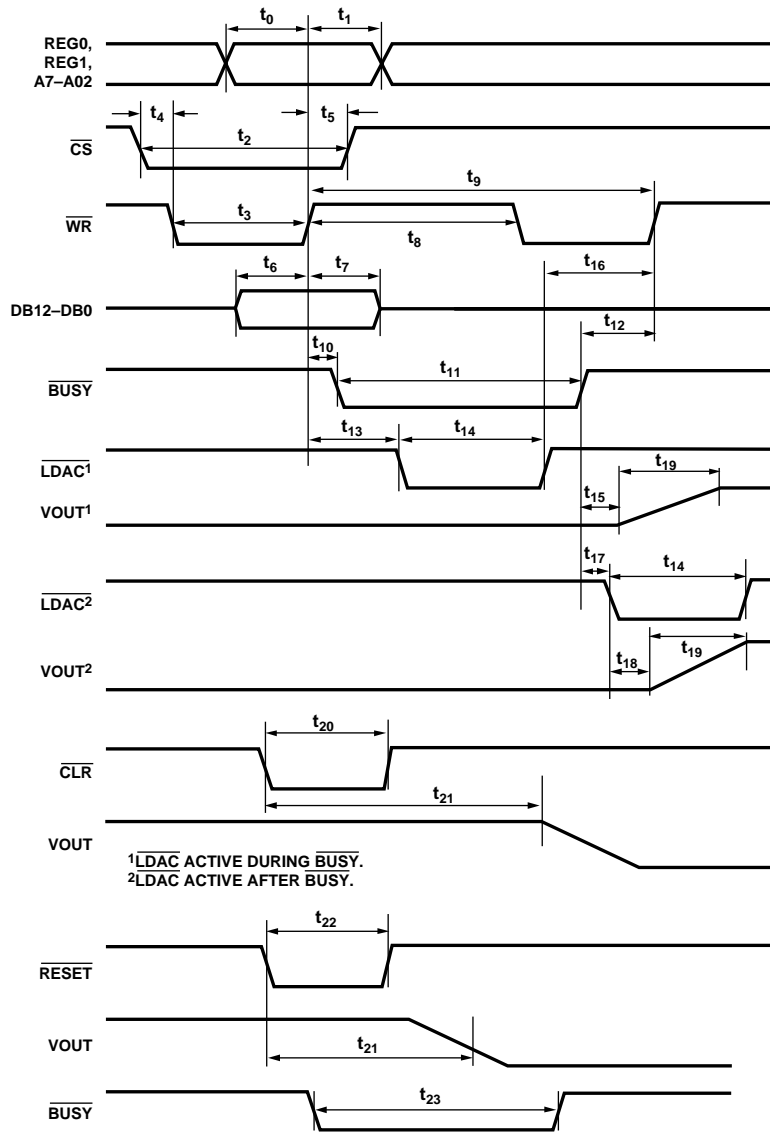 t0 t1
REG0,
REG1,
A7–A02
t4 t5
t2
CS
t9
t3
WR
t8
t6 t7 t16
DB12–DB0
t12
t10
t11
BUSY
t13 t14
LDAC1
t19
VOUT1
t15
t17
t14
LDAC2
t19
t18
VOUT2
t20
CLR
t21
VOUT
1LDAC ACTIVE DURING BUSY.
2LDAC ACTIVE AFTER BUSY.
t22
RESET
VOUT
t21
t23
BUSY